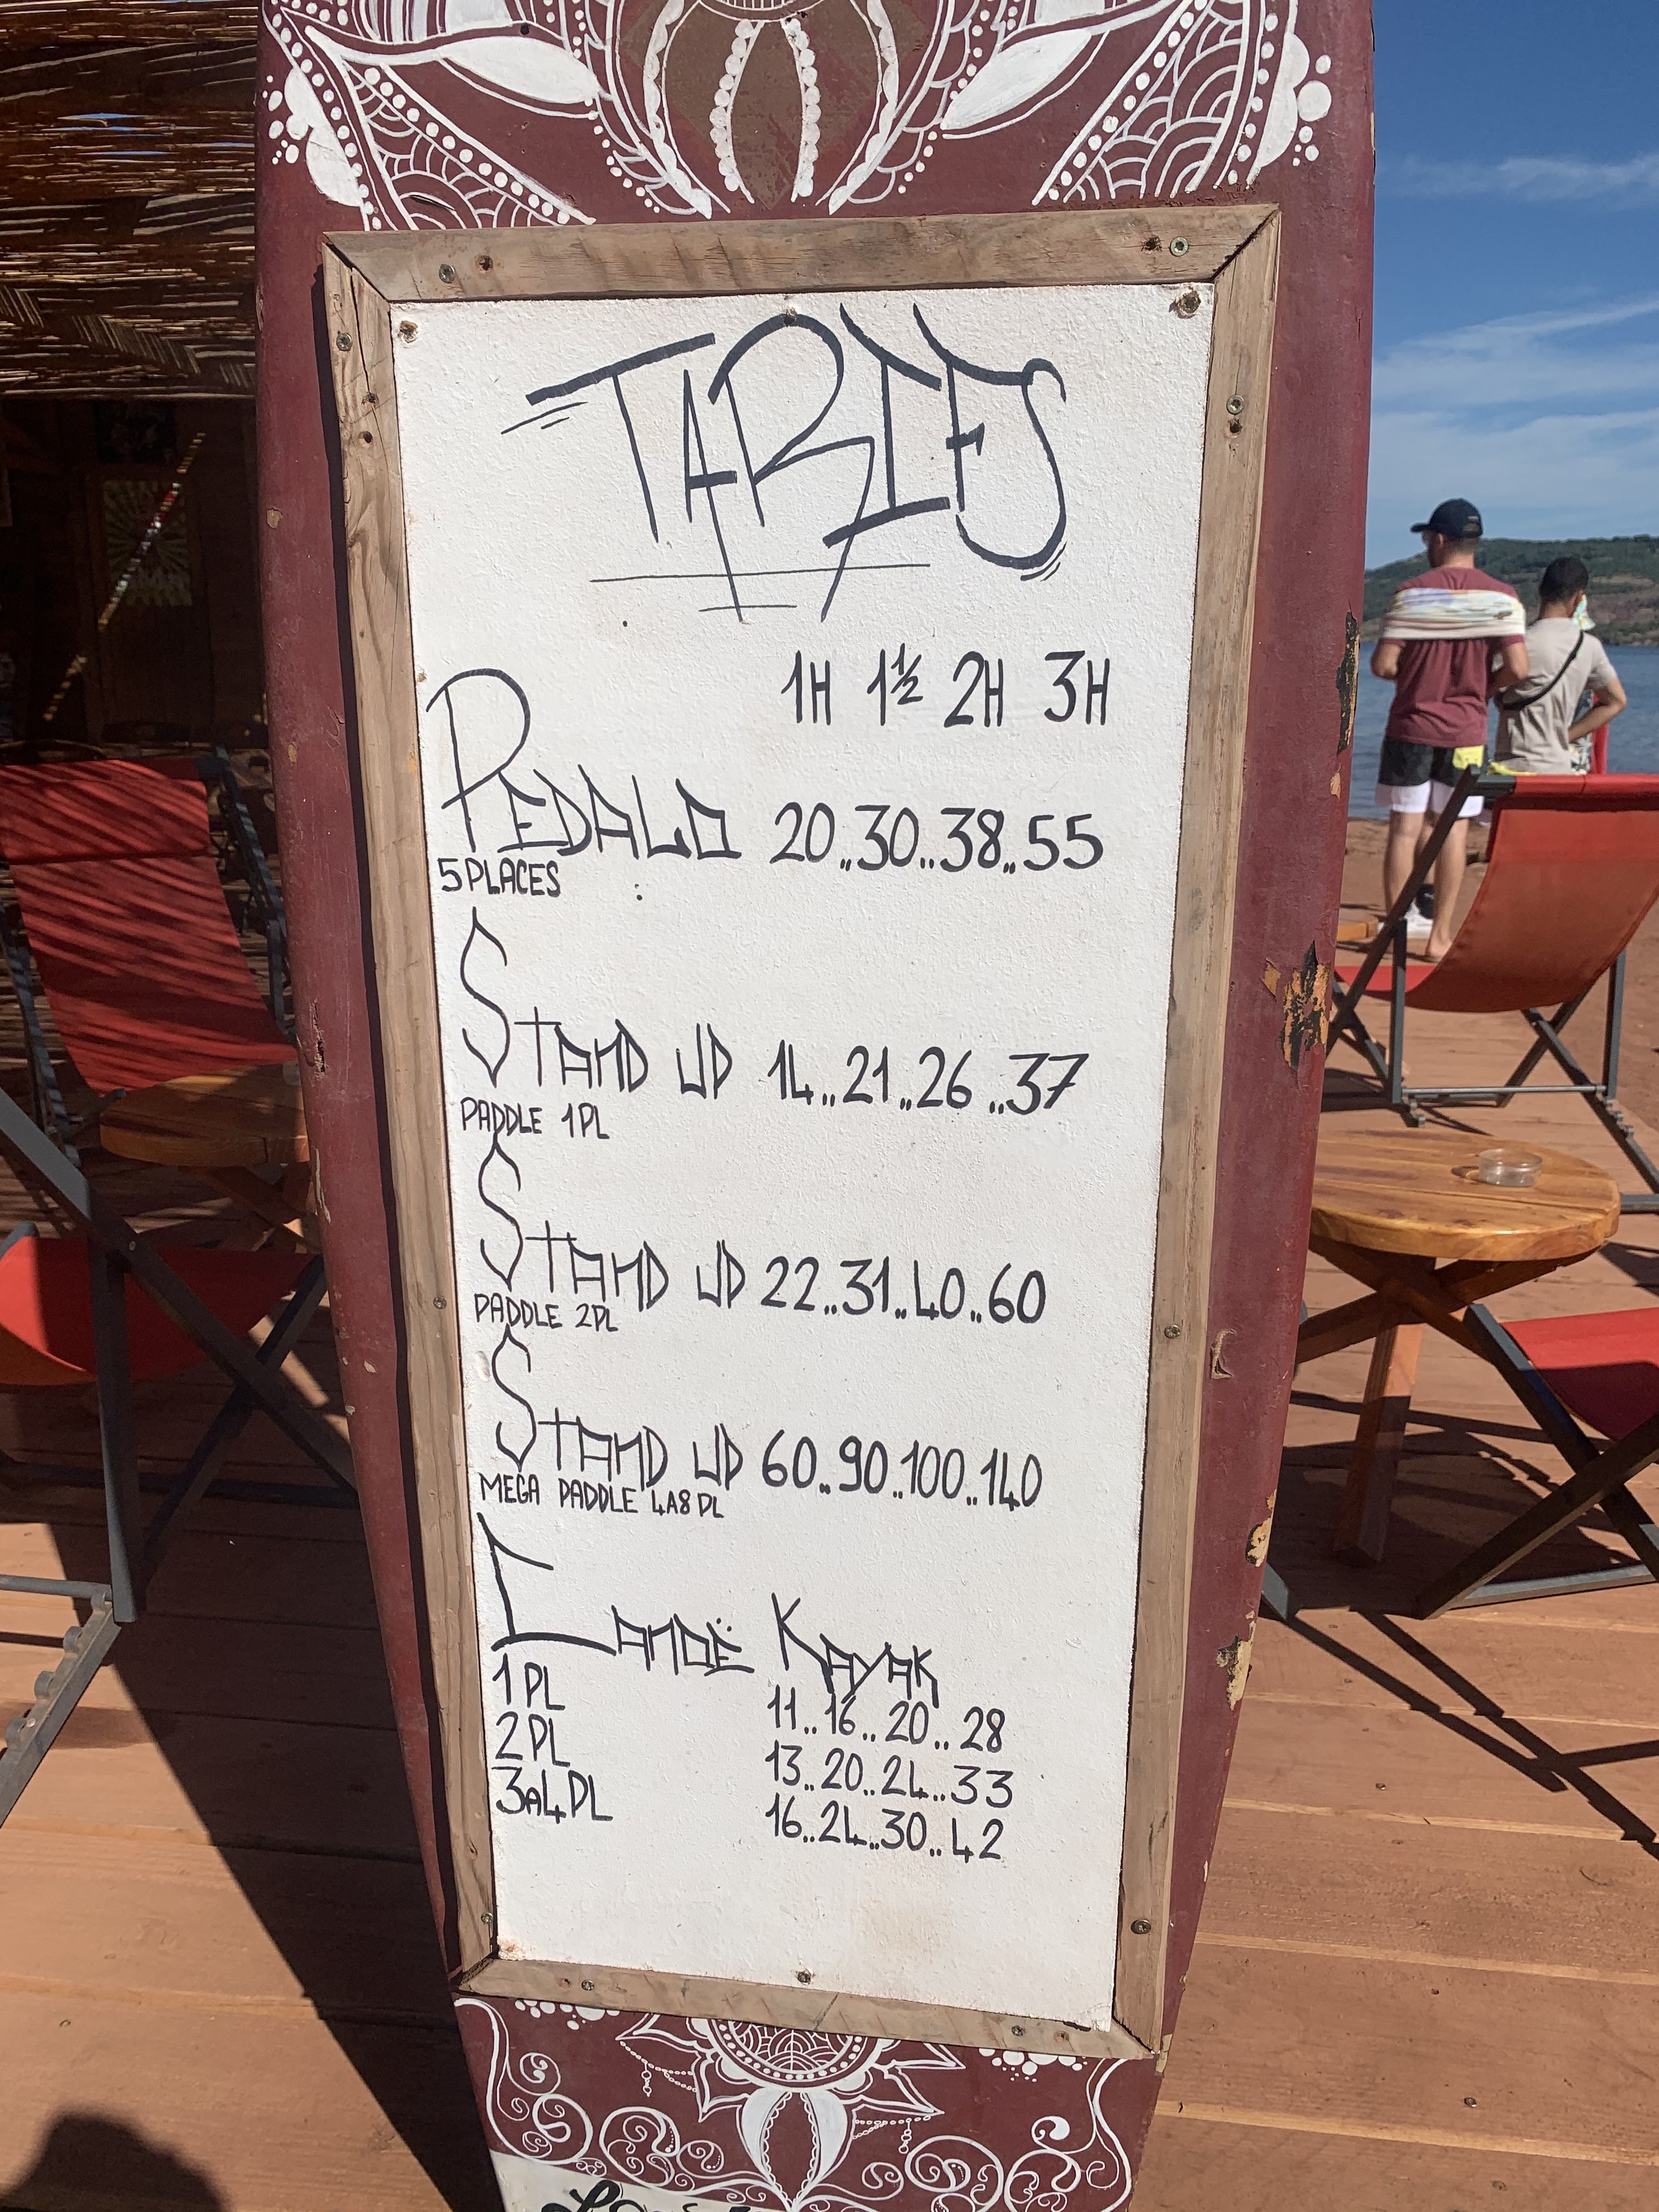 TARIFS
1H 1½ 2H 3H
PEDALO 20..30..38..55
5 PLACES
STAND UP 14..21..26..37
PADDLE 1PL
STAND UP 22..31..40..60
PADDLE 2PL
STAND UP 60..90..100..140
MEGA PADDLE 4A8PL
CANOË KAYAK
1PL 11..16..20..28
2PL 13..20..24..33
3A4PL 16..24..30..42